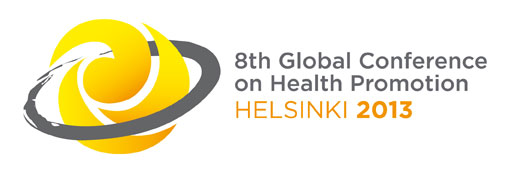 8th Global Conference
on Health Promotion
HELSINKI 2013